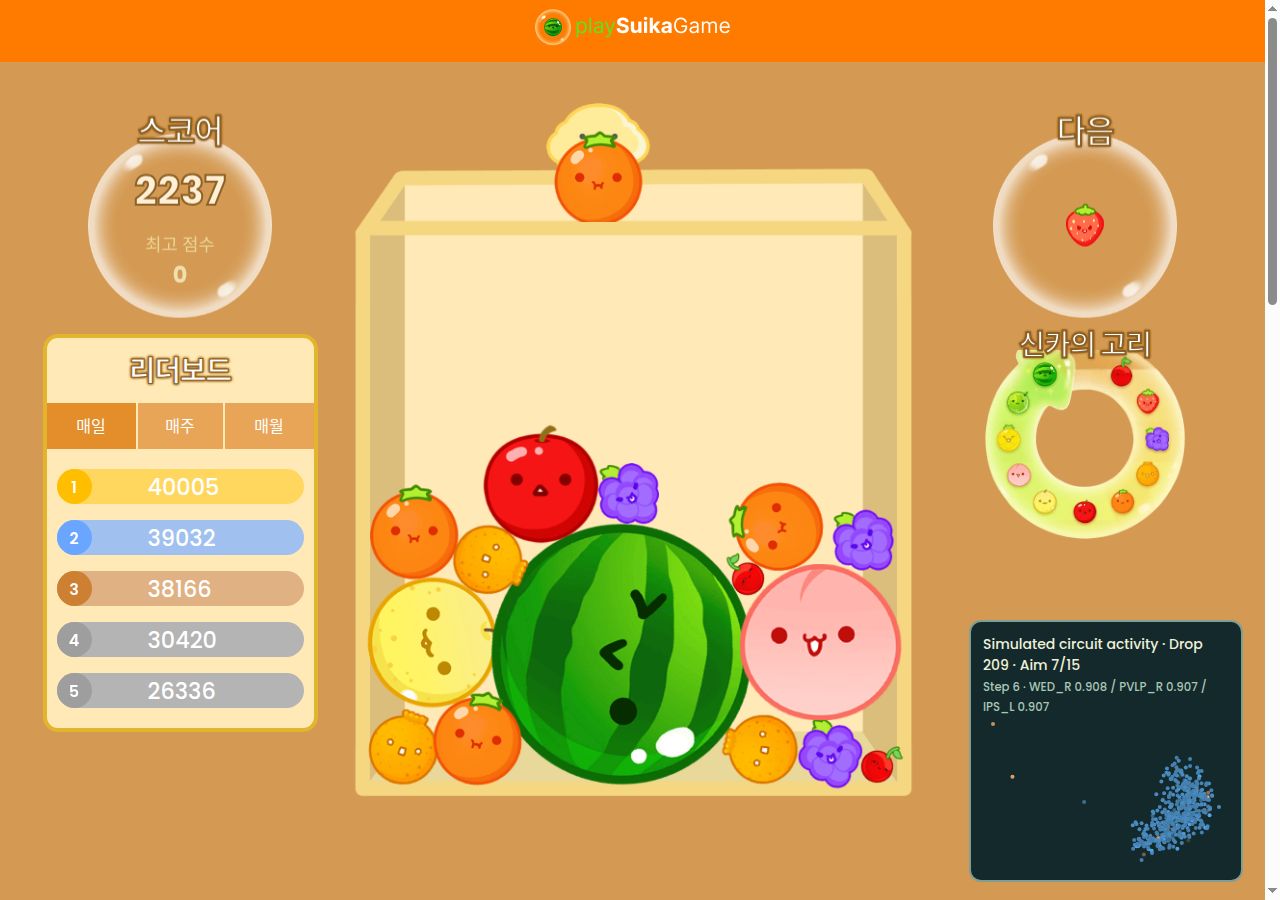 playSuikaGame
스코어
2237
최고 점수
0
다음
신카의 고리
리더보드
매일 매주 매월
1 40005
2 39032
3 38166
4 30420
5 26336
Simulated circuit activity · Drop
209 · Aim 7/15
Step 6 · WED_R 0.908 / PVLP_R 0.907 /
IPS_L 0.907